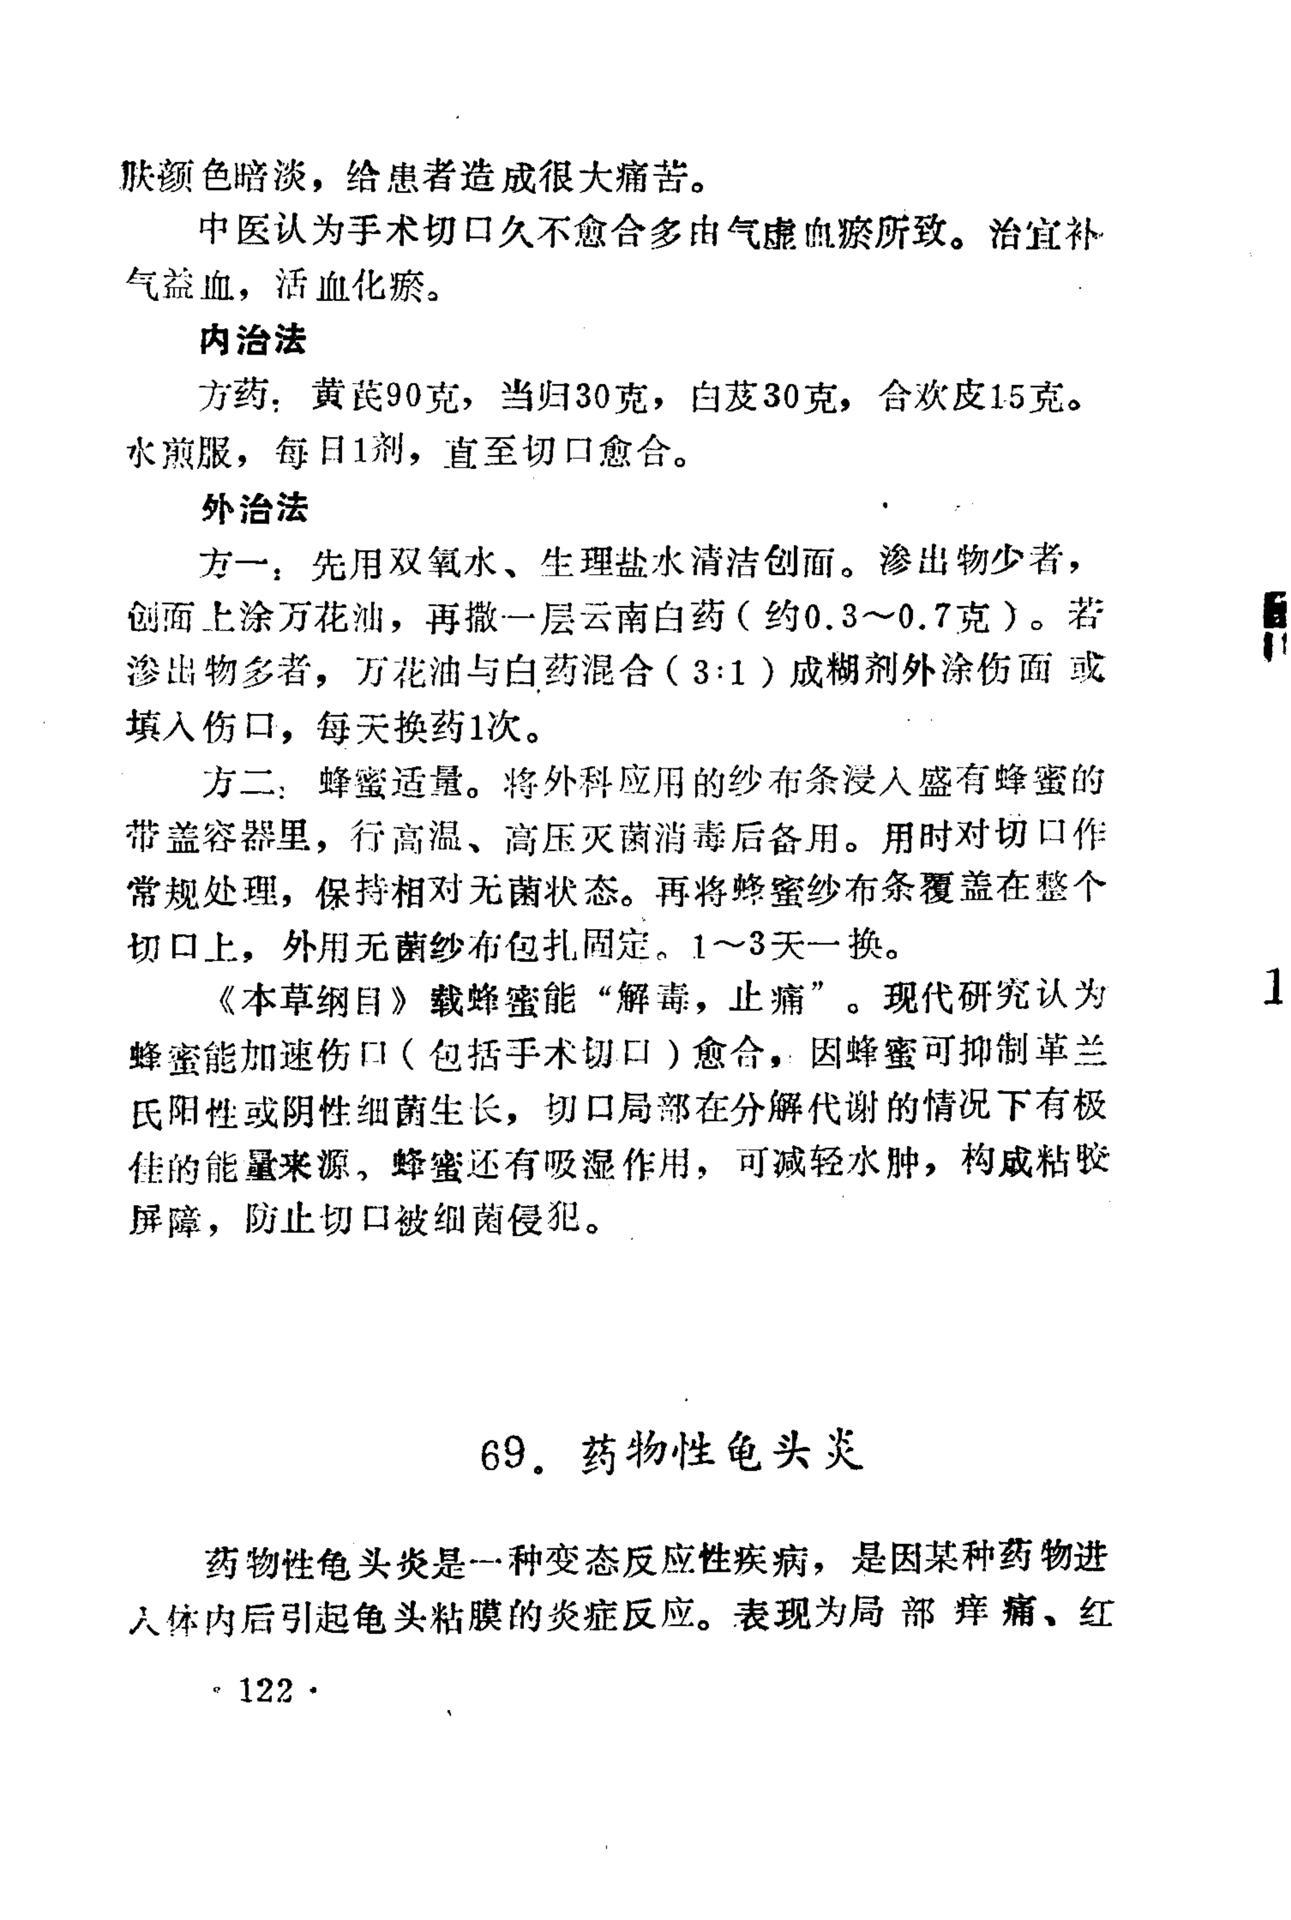 肤颜色暗淡，给患者造成很大痛苦。
中医认为手术切口久不愈合多由气虚血瘀所致。治宜补
气益血，活血化瘀。
内治法
方药：黄芪90克，当归30克，白芨30克，合欢皮15克。
水煎服，每日1剂，直至切口愈合。
外治法
方一：先用双氧水、生理盐水清洁创面。渗出物少者，
创面上涂万花油，再撒一层云南白药（约0.3～0.7克）。若
渗出物多者，万花油与白药混合（3:1）成糊剂外涂伤面或
填入伤口，每天换药1次。
方二：蜂蜜适量。将外科应用的纱布条浸入盛有蜂蜜的
带盖容器里，行高温、高压灭菌消毒后备用。用时对切口作
常规处理，保持相对无菌状态。再将蜂蜜纱布条覆盖在整个
切口上，外用无菌纱布包扎固定。1～3天一换。
《本草纲目》载蜂蜜能“解毒，止痛”。现代研究认为
蜂蜜能加速伤口（包括手术切口）愈合，因蜂蜜可抑制革兰
氏阳性或阴性细菌生长，切口局部在分解代谢的情况下有极
佳的能量来源。蜂蜜还有吸湿作用，可减轻水肿，构成粘胶
屏障，防止切口被细菌侵犯。
69．药物性龟头炎
药物性龟头炎是一种变态反应性疾病，是因某种药物进
入体内后引起龟头粘膜的炎症反应。表现为局部痒痛、红
·122·
1